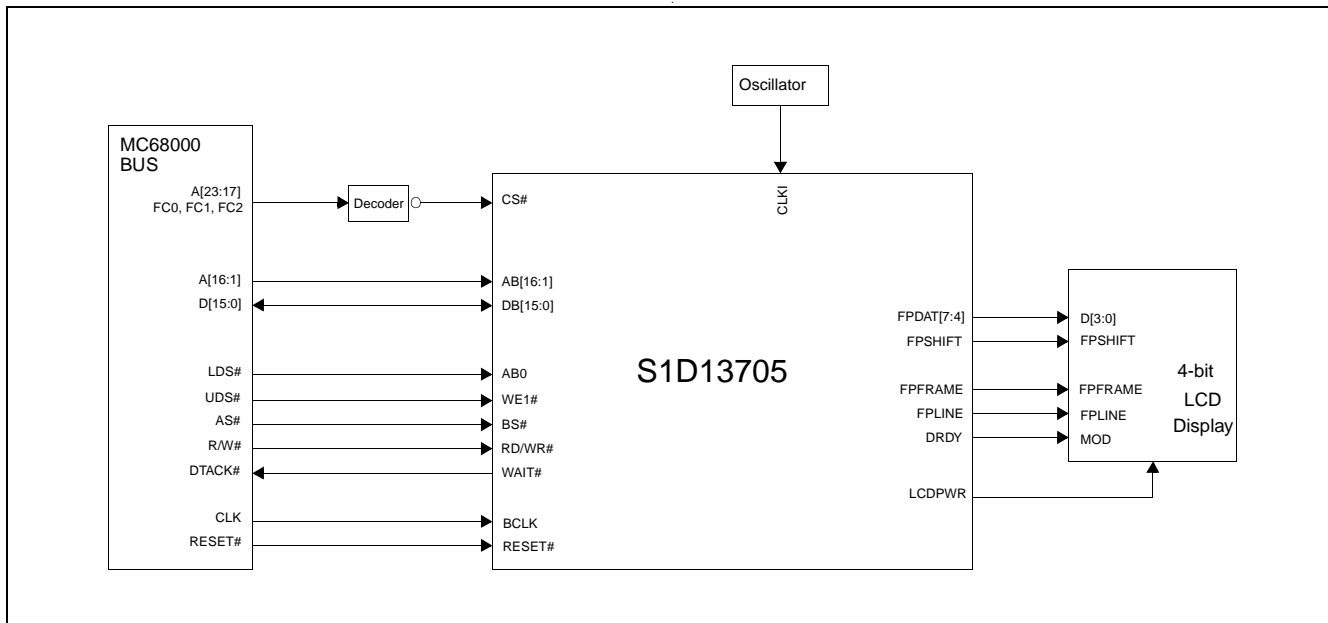 Oscillator
MC68000
BUS
A[23:17]
FC0, FC1, FC2
Decoder
CS#
CLKI
A[16:1]
AB[16:1]
D[15:0]
DB[15:0]
LDS#
AB0
UDS#
WE1#
AS#
BS#
R/W#
RD/WR#
DTACK#
WAIT#
CLK
BCLK
RESET#
RESET#
S1D13705
FPDAT[7:4]
D[3:0]
FPSHIFT
FPSHIFT
FPFRAME
FPFRAME
FPLINE
FPLINE
DRDY
MOD
LCDPWR
4-bit
LCD
Display